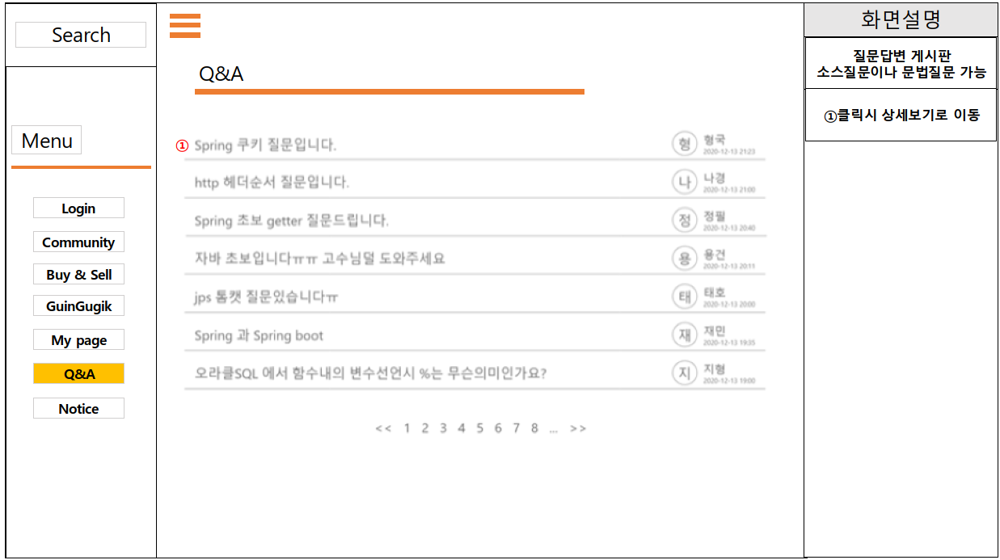 Search
Menu
Login
Community
Buy & Sell
GuinGugik
My page
Q&A
Notice
Q&A
① Spring 쿠키 질문입니다.
형 형국
2020-12-13 21:23
http 헤더순서 질문입니다.
나 나경
2020-12-13 21:00
Spring 초보 getter 질문드립니다.
정 정필
2020-12-13 20:40
자바 초보입니다ㅠㅠ 고수님덜 도와주세요
용 용건
2020-12-13 20:11
jps 톰캣 질문있습니다ㅠ
태 태호
2020-12-13 20:00
Spring 과 Spring boot
재 재민
2020-12-13 19:35
오라클SQL 에서 함수내의 변수선언시 %는 무슨의미인가요?
지 지형
2020-12-13 19:00
<< 1 2 3 4 5 6 7 8 ... >>
화면설명
질문답변 게시판
소스질문이나 문법질문 가능
①클릭시 상세보기로 이동